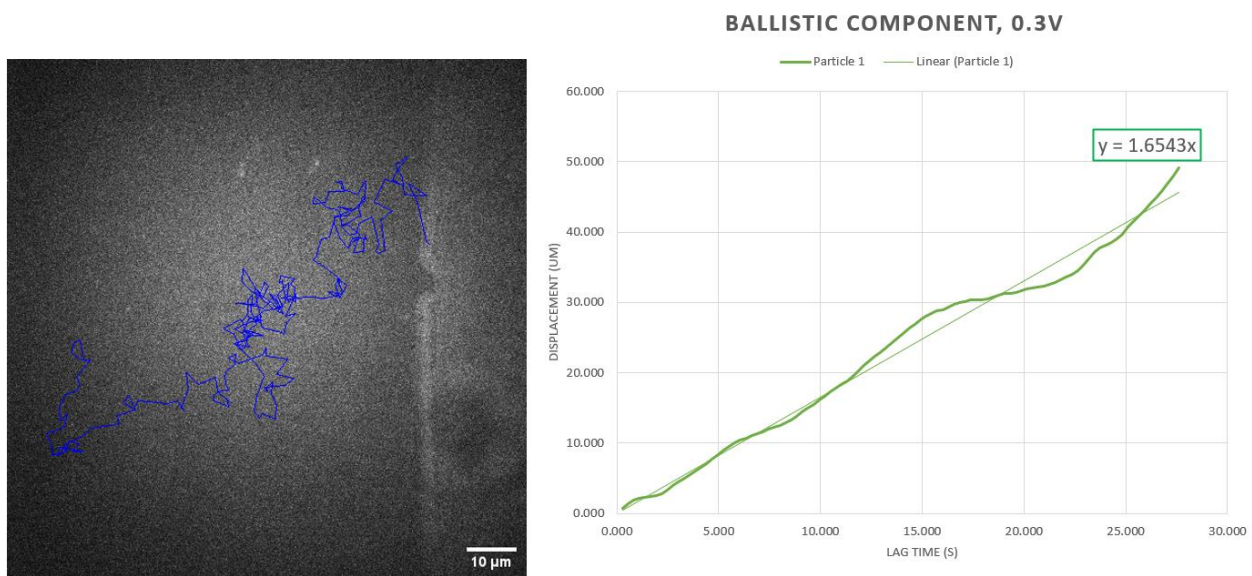 10 µm
BALLISTIC COMPONENT, 0.3V
Particle 1
Linear (Particle 1)
60.000
50.000
40.000
30.000
20.000
10.000
0.000
DISPLACEMENT (UM)
y = 1.6543x
0.000 5.000 10.000 15.000 20.000 25.000 30.000
LAG TIME (S)